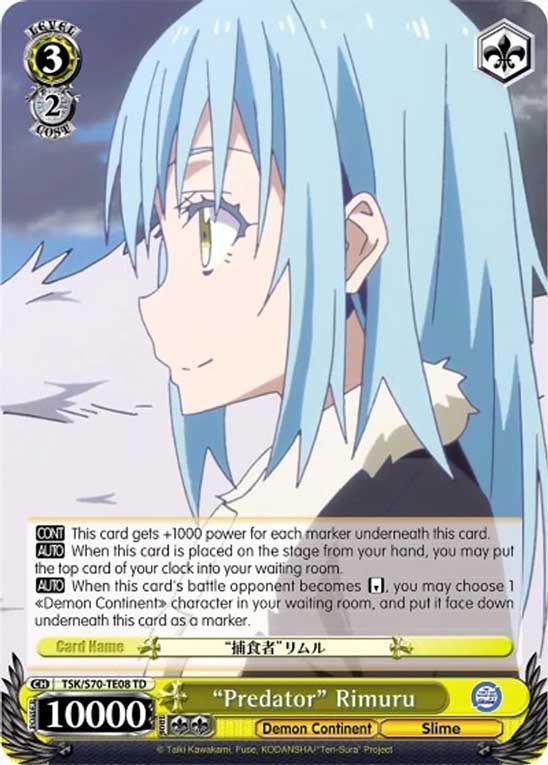 LEVEL
3
2
COST
CONT This card gets +1000 power for each marker underneath this card.
AUTO When this card is placed on the stage from your hand, you may put
the top card of your clock into your waiting room.
AUTO When this card's battle opponent becomes [▼], you may choose 1
«Demon Continent» character in your waiting room, and put it face down
underneath this card as a marker.
Card Name
“捕食者”リムル
CH TSK/S70-TE08 TD
“Predator” Rimuru
POWER
10000
SOUL
Demon Continent
Slime
© Taiki Kawakami, Fuse, KODANSHA/“Ten-Sura” Project